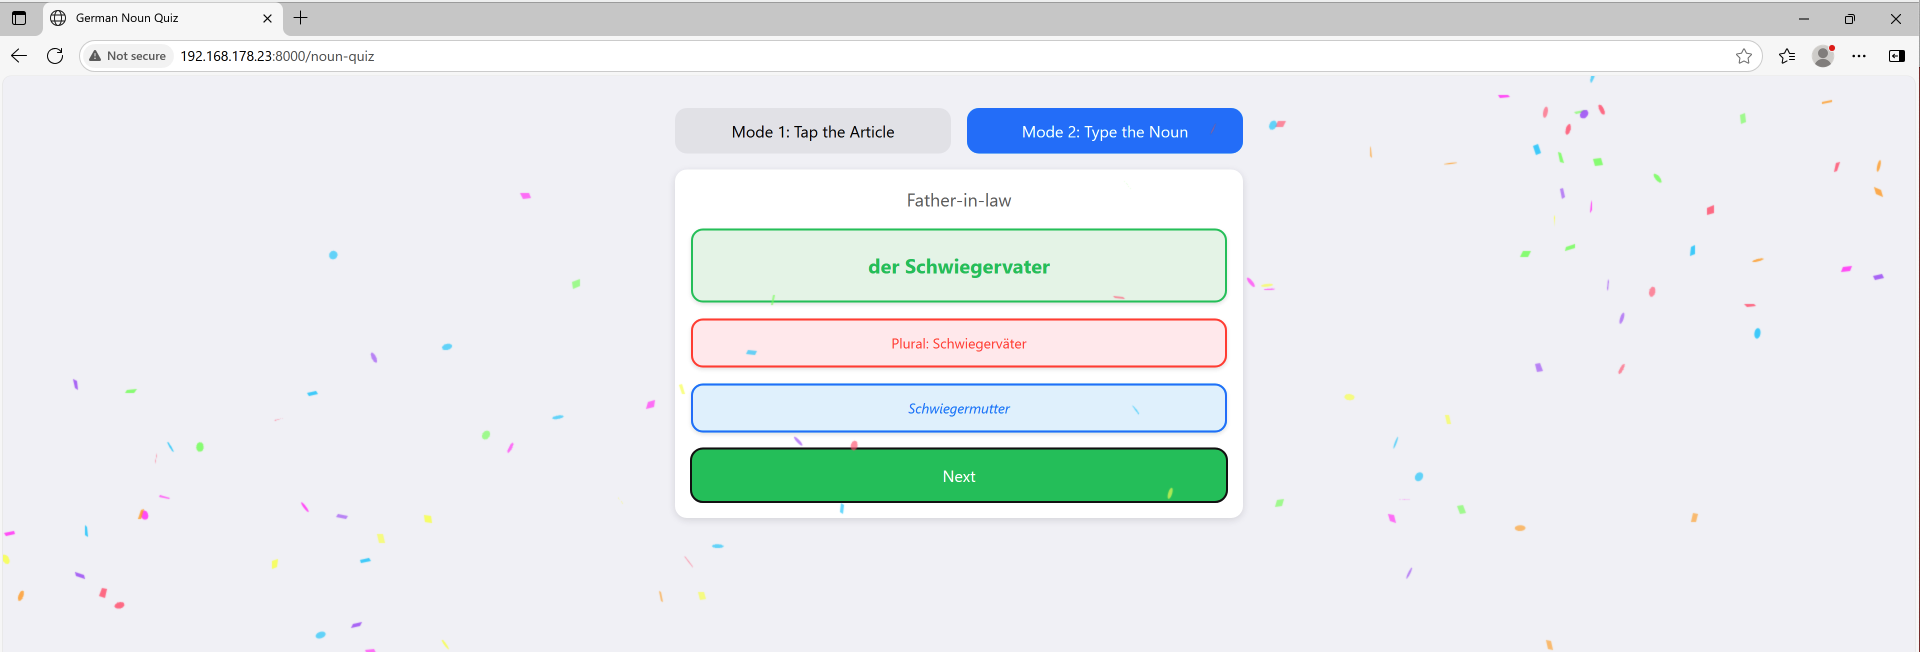 German Noun Quiz
Not secure 192.168.178.23:8000/noun-quiz
Mode 1: Tap the Article
Mode 2: Type the Noun
Father-in-law
der Schwiegervater
Plural: Schwiegerväter
Schwiegermutter
Next